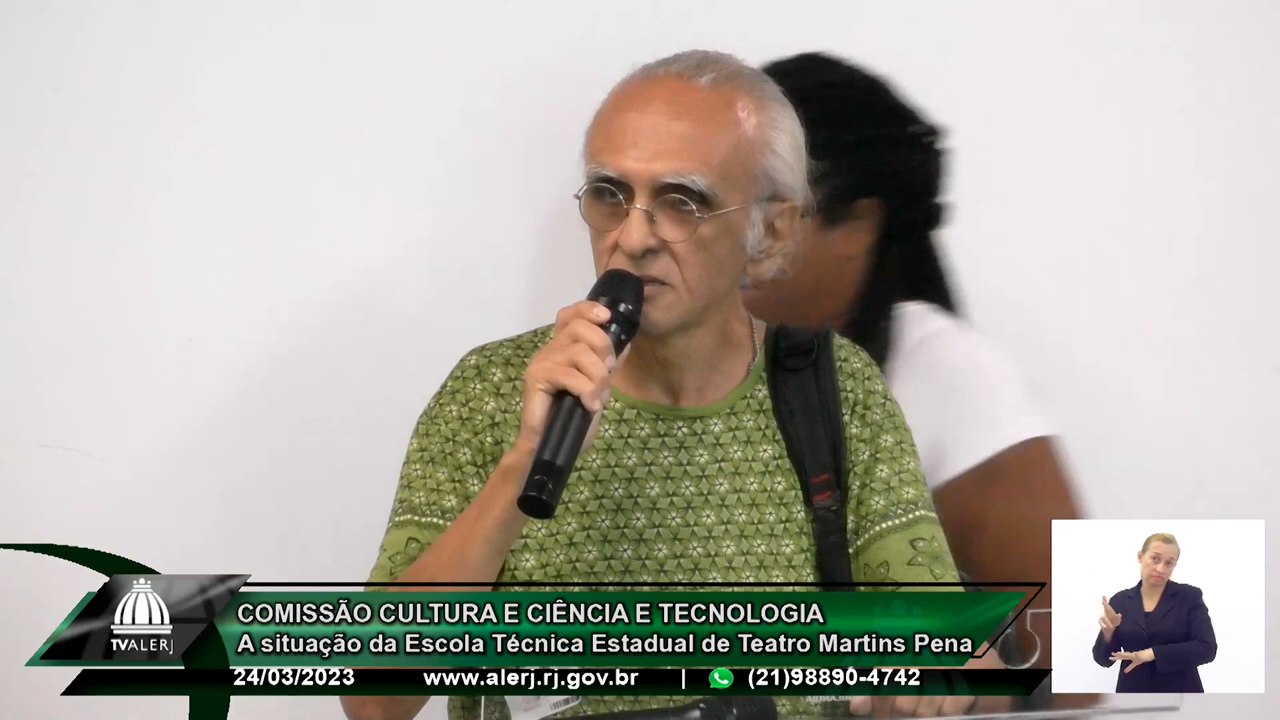 COMISSÃO CULTURA E CIÊNCIA E TECNOLOGIA
A situação da Escola Técnica Estadual de Teatro Martins Pena
TVALERJ
24/03/2023 www.alerj.rj.gov.br | (21)98890-4742